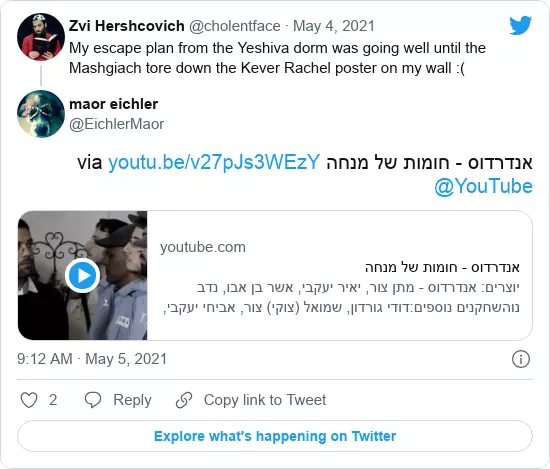 Zvi Hershcovich @cholentface · May 4, 2021
My escape plan from the Yeshiva dorm was going well until the
Mashgiach tore down the Kever Rachel poster on my wall :(
maor eichler
@EichlerMaor
אנדרדוס - חומות של מנחה youtu.be/v27pJs3WEzY via
@YouTube
youtube.com
אנדרדוס - חומות של מנחה
יוצרים: אנדרדוס - מתן צור, יאיר יעקבי, אשר בן אבו, נדב
נוהשחקנים נוספים:דודי גורדון, שמואל (צוקי) צור, אביחי יעקבי,
9:12 AM · May 5, 2021
2 Reply Copy link to Tweet
Explore what's happening on Twitter